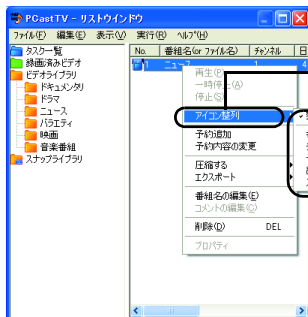 PCastTV - リストウインドウ
ファイル(F) 編集(E) 表示(V) 実行(R) ヘルプ(H)
タスク一覧
録画済みビデオ
ビデオライブラリ
ドキュメンタリ
ドラマ
ニュース
バラエティ
映画
音楽番組
スナップライブラリ
No. 番組名(or ファイル名) チャンネル 日
1 ニュース 1 4
再生(P)
一時停止(A)
停止(S)
アイコン整列
予約追加
予約内容の変更
圧縮する
エクスポート
番組名の編集(E)
コメントの編集(C)
削除(D) DEL
プロパティ